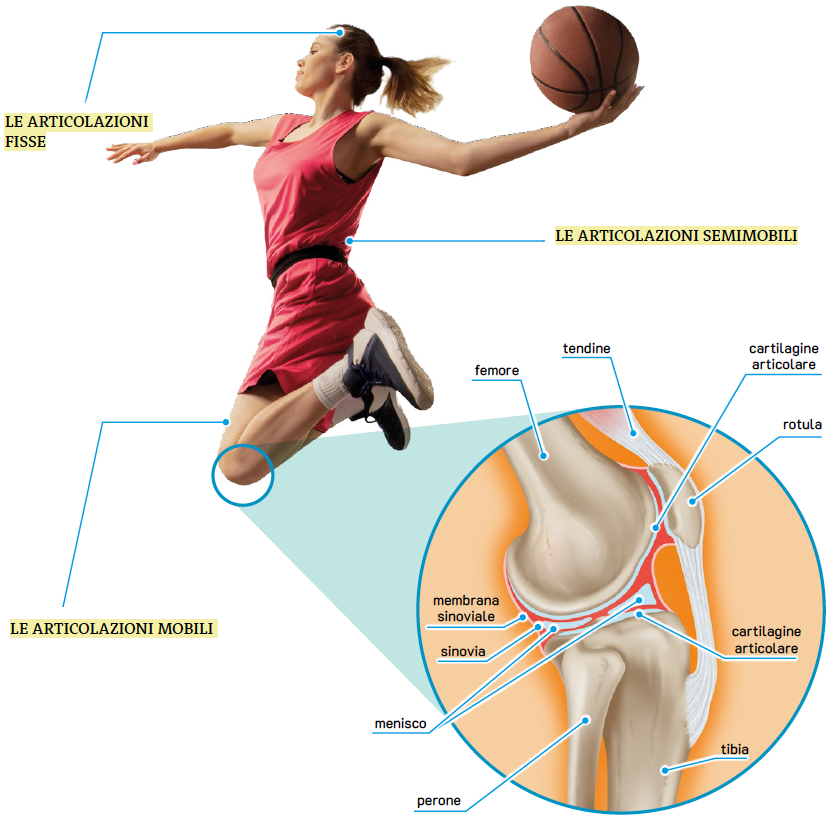 LE ARTICOLAZIONI
FISSE
LE ARTICOLAZIONI SEMIMOBILI
tendine
cartilagine
articolare
femore
rotula
membrana
sinoviale
LE ARTICOLAZIONI MOBILI
cartilagine
articolare
sinovia
menisco
tibia
perone